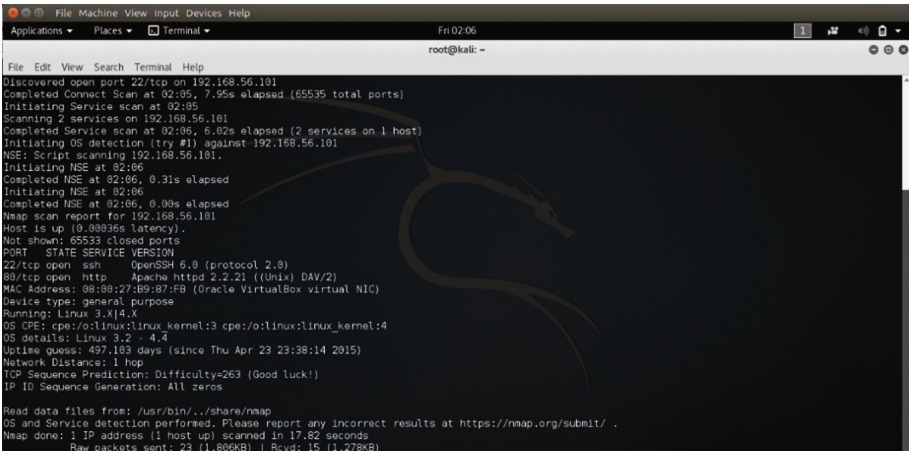 File Machine View Input Devices Help
Applications Places Terminal Fri 02:06 1
root@kali: ~
File Edit View Search Terminal Help
Discovered open port 22/tcp on 192.168.56.101
Completed Connect Scan at 02:05, 7.95s elapsed (65535 total ports)
Initiating Service scan at 02:05
Scanning 2 services on 192.168.56.101
Completed Service scan at 02:06, 6.02s elapsed (2 services on 1 host)
Initiating OS detection (try #1) against 192.168.56.101
NSE: Script scanning 192.168.56.101.
Initiating NSE at 02:06
Completed NSE at 02:06, 0.31s elapsed
Initiating NSE at 02:06
Completed NSE at 02:06, 0.00s elapsed
Nmap scan report for 192.168.56.101
Host is up (0.00036s latency).
Not shown: 65533 closed ports
PORT STATE SERVICE VERSION
22/tcp open ssh OpenSSH 6.0 (protocol 2.0)
80/tcp open http Apache httpd 2.2.21 ((Unix) DAV/2)
MAC Address: 08:00:27:B9:87:FB (Oracle VirtualBox virtual NIC)
Device type: general purpose
Running: Linux 3.X|4.X
OS CPE: cpe:/o:linux:linux_kernel:3 cpe:/o:linux:linux_kernel:4
OS details: Linux 3.2 - 4.4
Uptime guess: 497.103 days (since Thu Apr 23 23:38:14 2015)
Network Distance: 1 hop
TCP Sequence Prediction: Difficulty=263 (Good luck!)
IP ID Sequence Generation: All zeros
Read data files from: /usr/bin/../share/nmap
OS and Service detection performed. Please report any incorrect results at https://nmap.org/submit/ .
Nmap done: 1 IP address (1 host up) scanned in 17.82 seconds
Raw packets sent: 23 (1.806KB) | Rcvd: 15 (1.278KB)